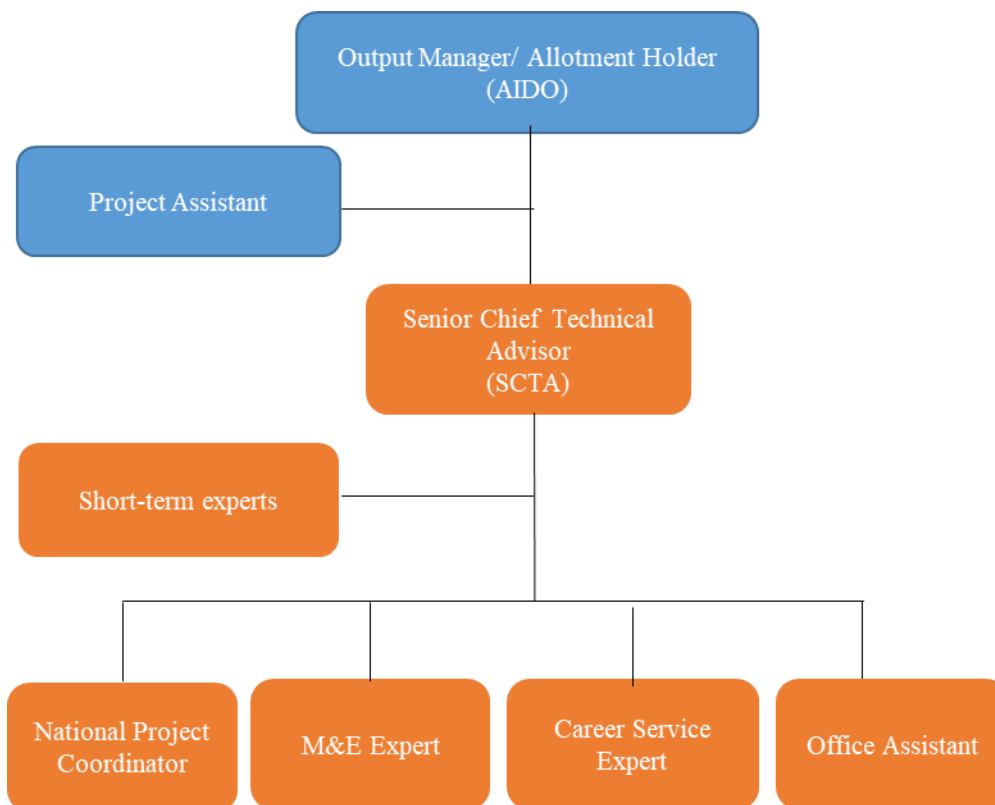 Output Manager/ Allotment Holder
(AIDO)
Project Assistant
Senior Chief Technical
Advisor
(SCTA)
Short-term experts
National Project
Coordinator
M&E Expert
Career Service
Expert
Office Assistant